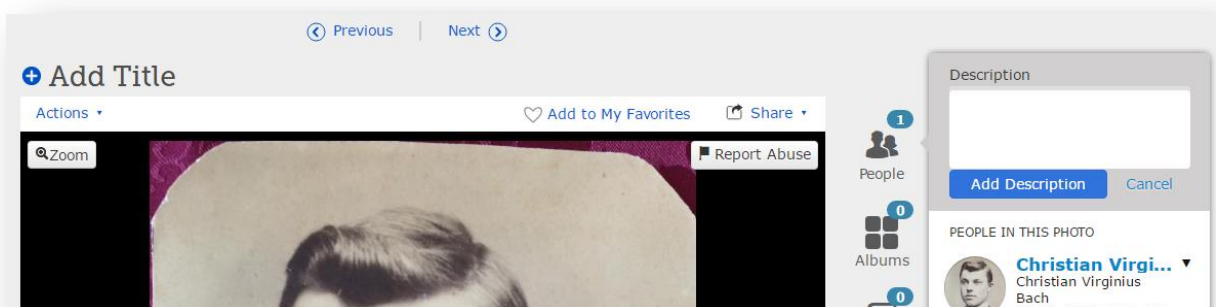 Previous
Next
Add Title
Actions
Add to My Favorites
Share
Zoom
Report Abuse
1
People
0
Albums
0
Description
Add Description
Cancel
PEOPLE IN THIS PHOTO
Christian Virgi...
Christian Virginius
Bach